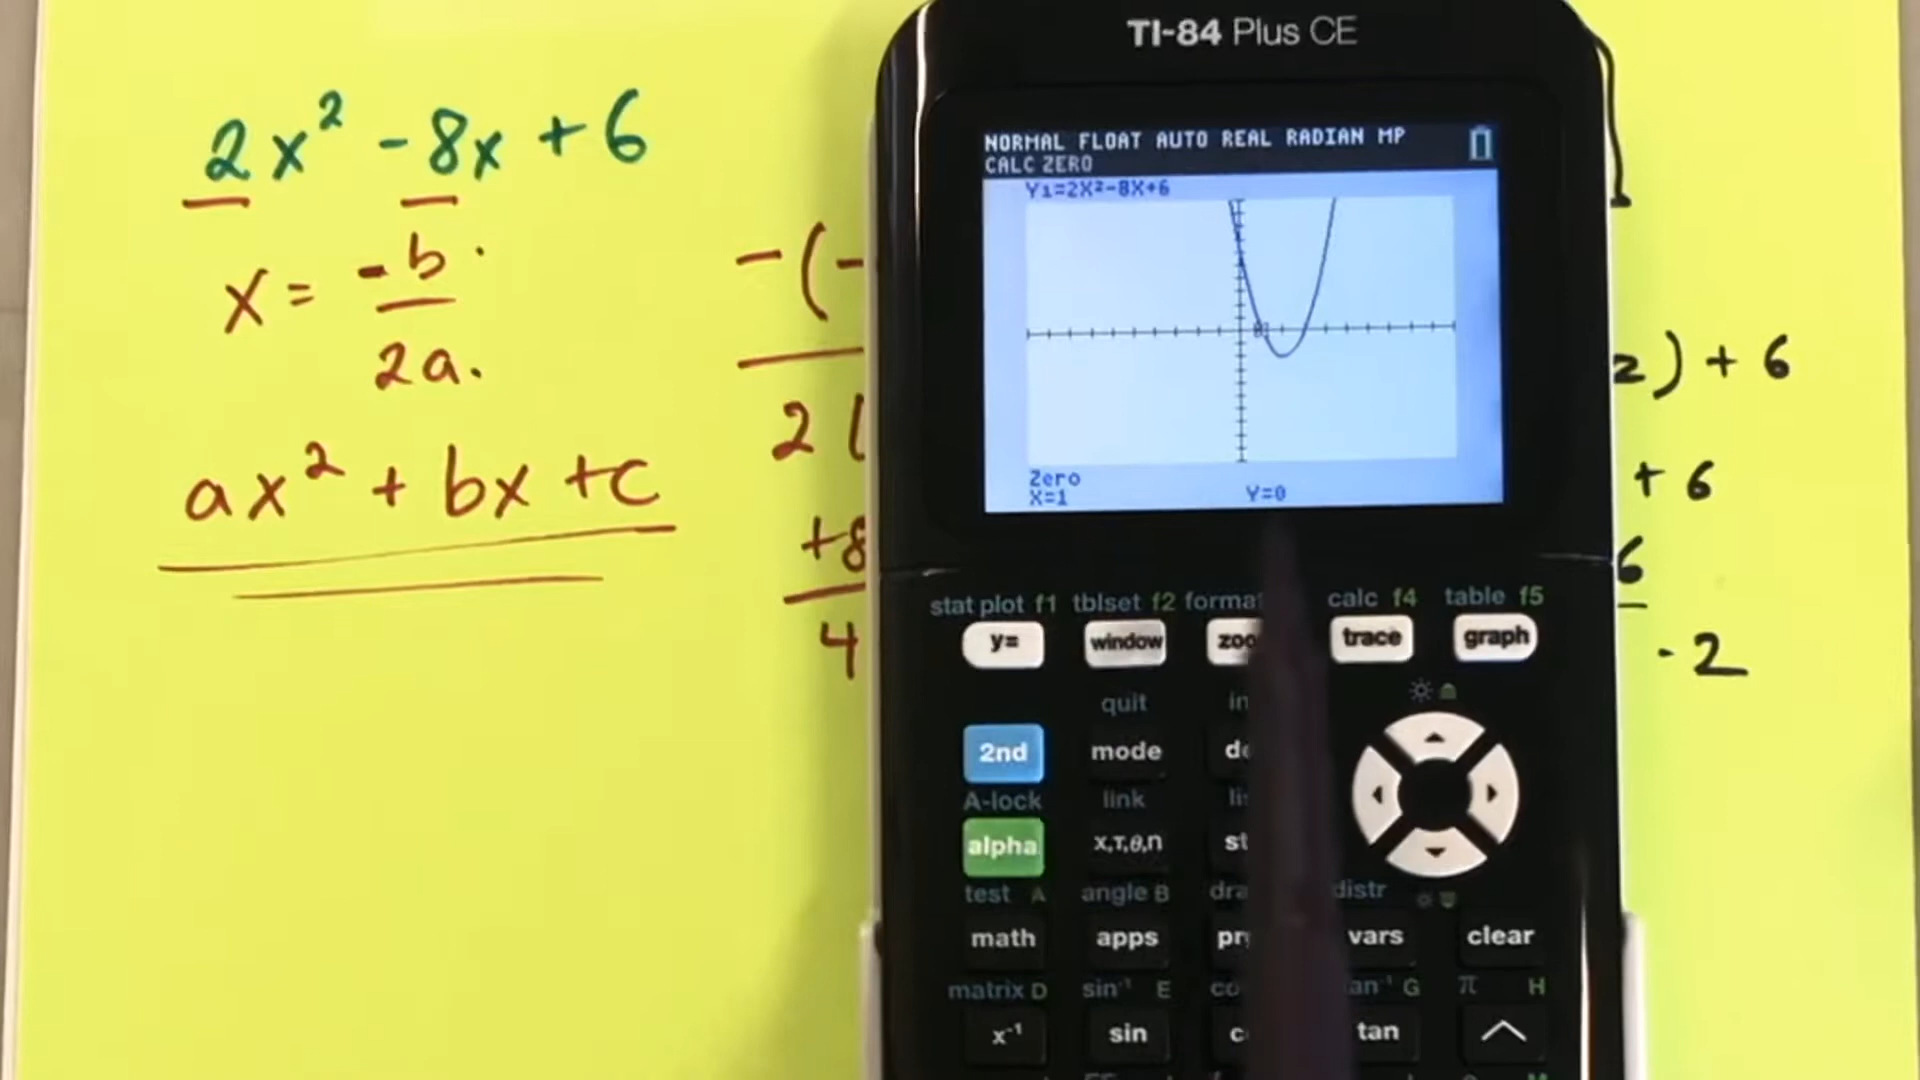 2x² -8x +6
x = -b
2a.
ax² + bx +c
-(-
2(
+8
4
2) + 6
+ 6
6
-2
TI-84 Plus CE
NORMAL FLOAT AUTO REAL RADIAN MP
CALC ZERO
Y₁=2X²-8X+6
Zero
X=1 Y=0
stat plot f1 tblset f2 format calc f4 table f5
y= window trace graph
quit
2nd mode
A-lock link
alpha x,T,θ,n
test A angle B distr
math apps vars clear
matrix D sin⁻¹ E tan⁻¹ G π H
x⁻¹ sin tan ^